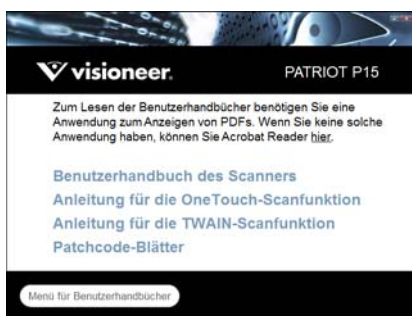 visioneer.
PATRIOT P15
Zum Lesen der Benutzerhandbücher benötigen Sie eine
Anwendung zum Anzeigen von PDFs. Wenn Sie keine solche
Anwendung haben, können Sie Acrobat Reader hier.
Benutzerhandbuch des Scanners
Anleitung für die OneTouch-Scanfunktion
Anleitung für die TWAIN-Scanfunktion
Patchcode-Blätter
Menü für Benutzerhandbücher